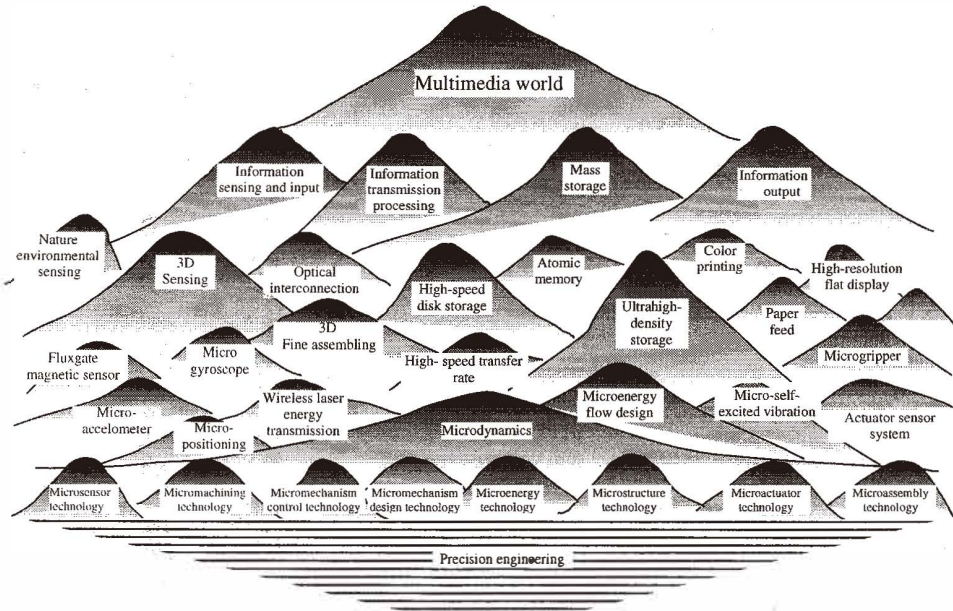 Multimedia world
Information
sensing and input
Information
transmission
processing
Mass
storage
Information
output
Nature
environmental
sensing
3D
Sensing
Optical
interconnection
High-speed
disk storage
Atomic
memory
Ultrahigh-
density
storage
Color
printing
High-resolution
flat display
Paper
feed
Fluxgate
magnetic sensor
Micro
gyroscope
3D
Fine assembling
High- speed transfer
rate
Microgripper
Micro-
accelometer
Micro-
positioning
Wireless laser
energy
transmission
Microdynamics
Microenergy
flow design
Micro-self-
excited vibration
Actuator sensor
system
Microsensor
technology
Micromachining
technology
Micromechanism
control technology
Micromechanism
design technology
Microenergy
technology
Microstructure
technology
Microactuator
technology
Microassembly
technology
Precision engineering